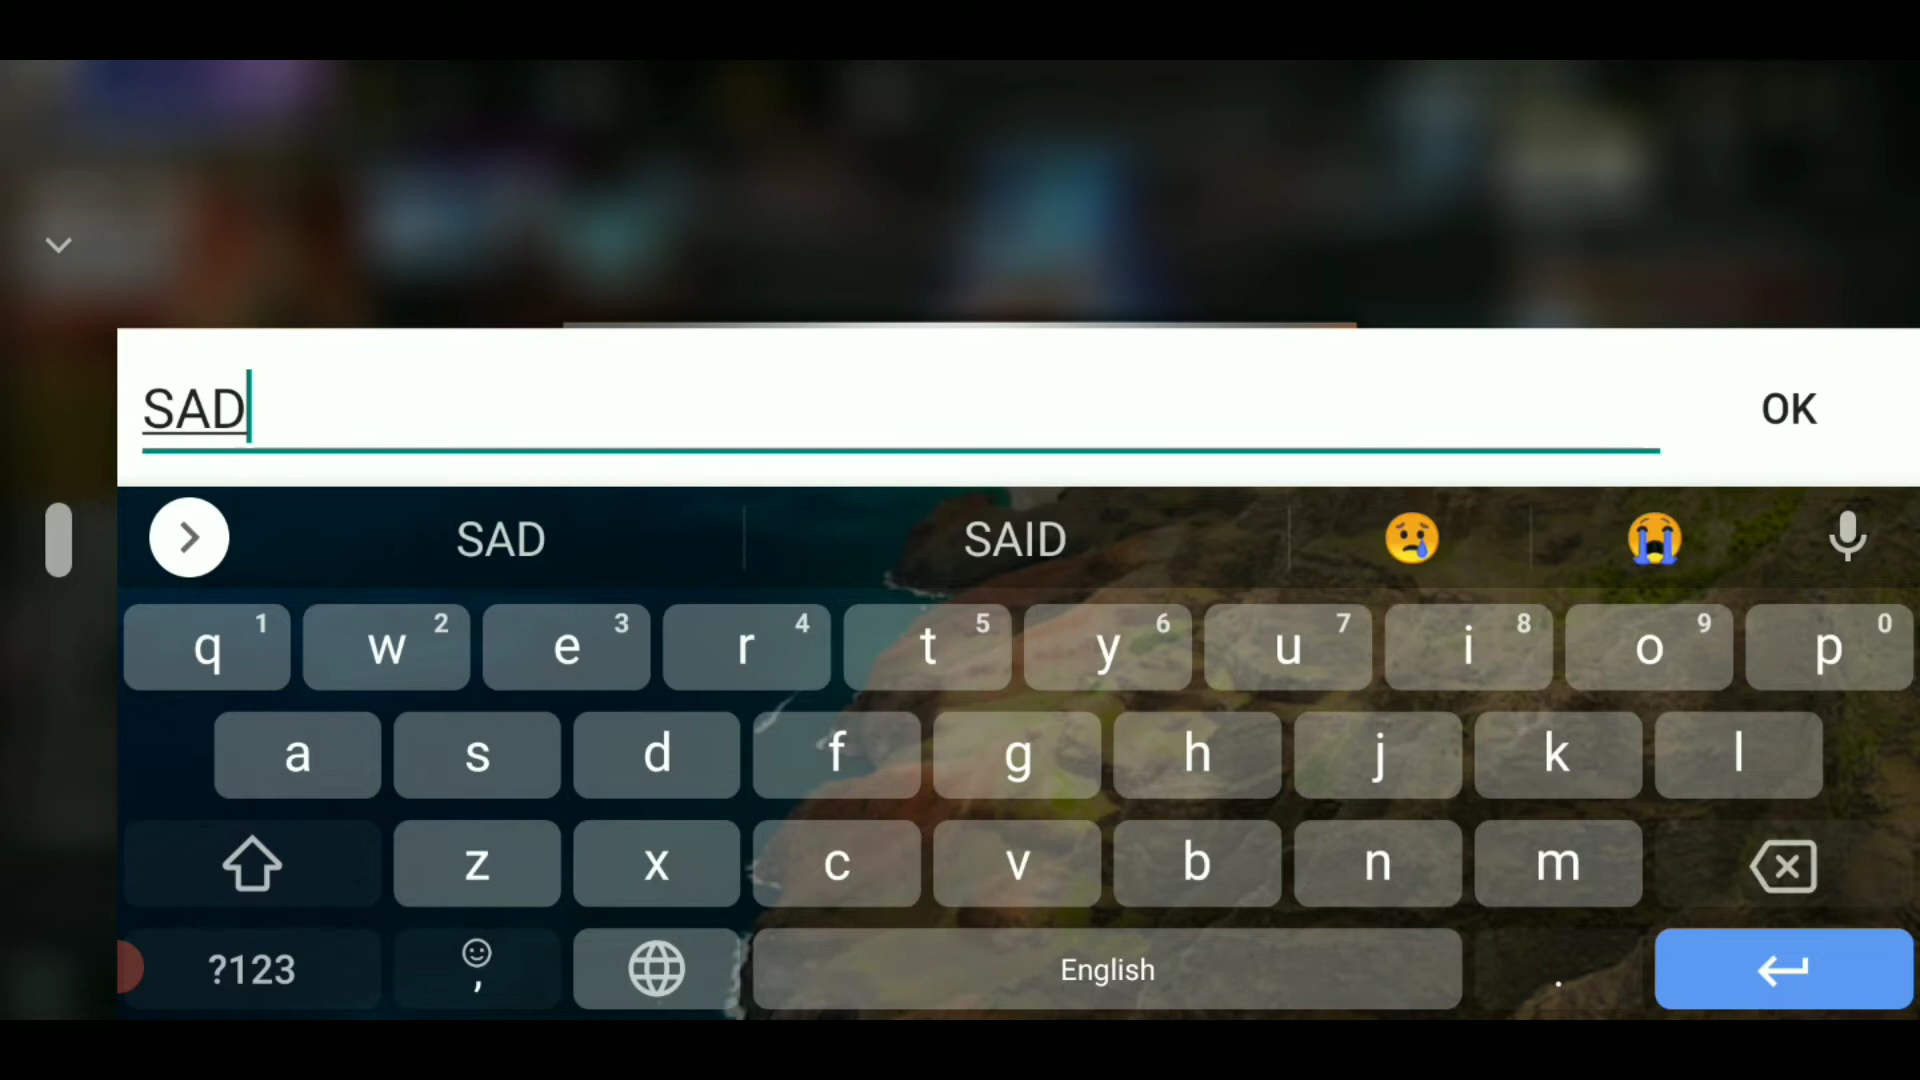 SAD
OK
SAD SAID 😢 😭
q 1 w 2 e 3 r 4 t 5 y 6 u 7 i 8 o 9 p 0
a s d f g h j k l
z x c v b n m
?123 , English .